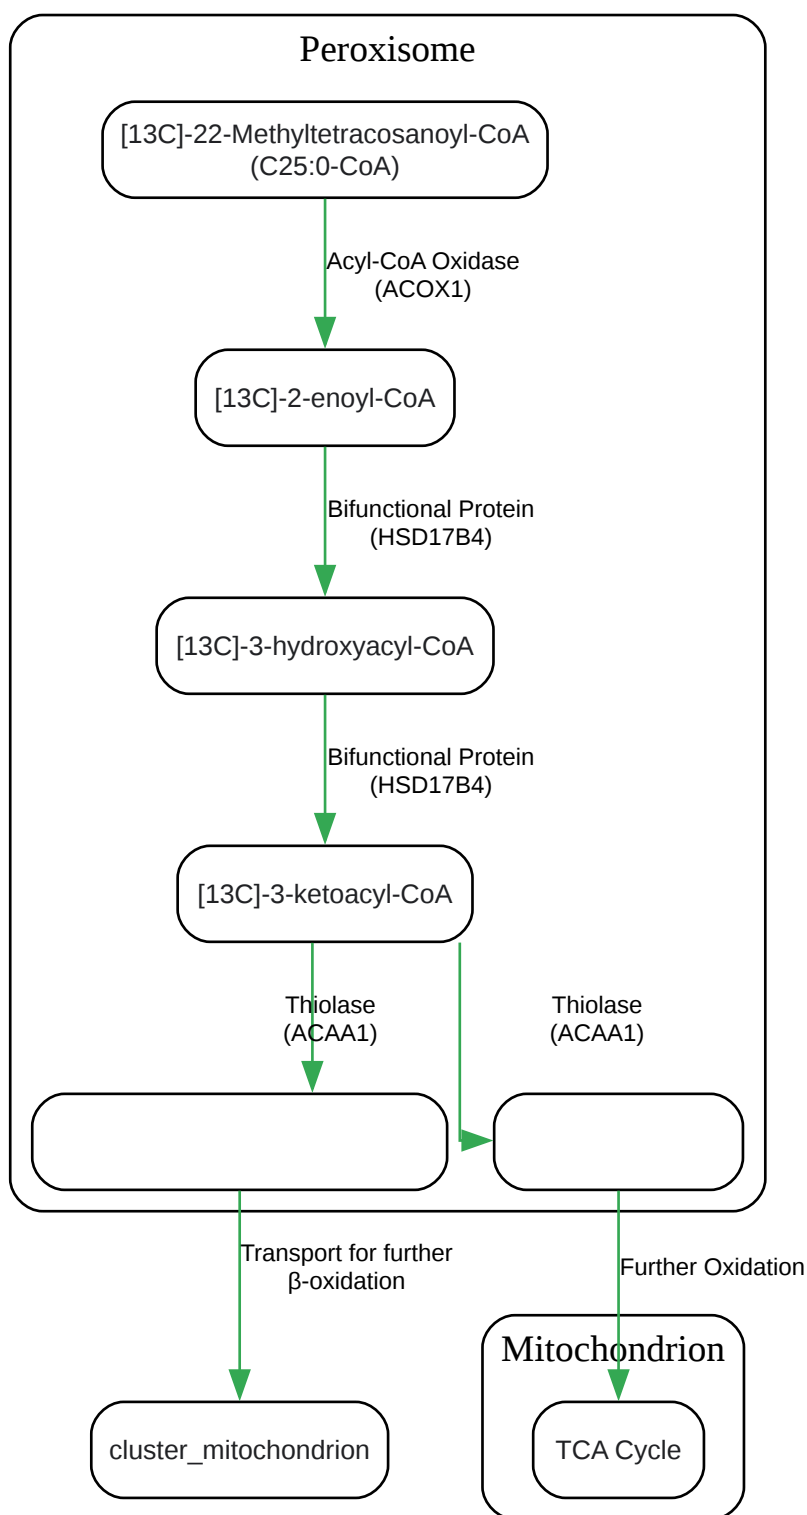 Peroxisome
[13C]-22-Methyltetracosanoyl-CoA
(C25:0-CoA)
Acyl-CoA Oxidase
(ACOX1)
[13C]-2-enoyl-CoA
Bifunctional Protein
(HSD17B4)
[13C]-3-hydroxyacyl-CoA
Bifunctional Protein
(HSD17B4)
[13C]-3-ketoacyl-CoA
Thiolase
(ACAA1)
Thiolase
(ACAA1)
Transport for further
β-oxidation
Further Oxidation
Mitochondrion
cluster_mitochondrion
TCA Cycle